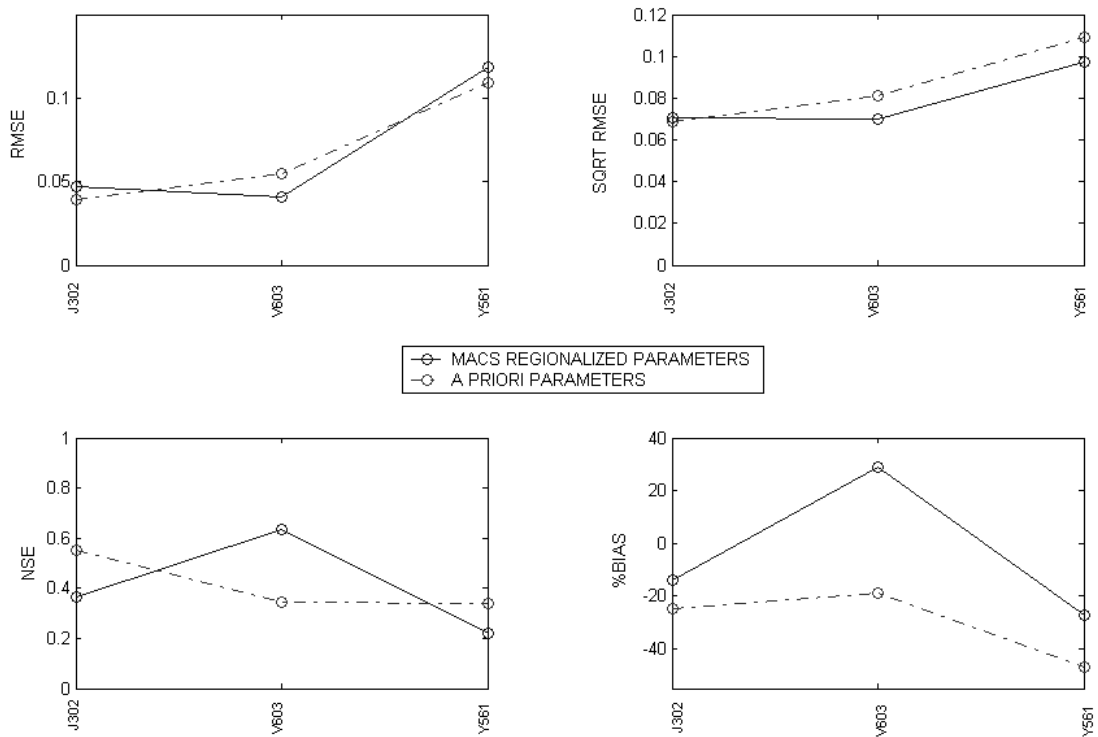 RMSE
0.1
0.05
0
J302
V603
Y561
SQRT RMSE
0.12
0.1
0.08
0.06
0.04
0.02
0
J302
V603
Y561
MACS REGIONALIZED PARAMETERS
A PRIORI PARAMETERS
NSE
1
0.8
0.6
0.4
0.2
0
J302
V603
Y561
%BIAS
40
20
0
-20
-40
J302
V603
Y561